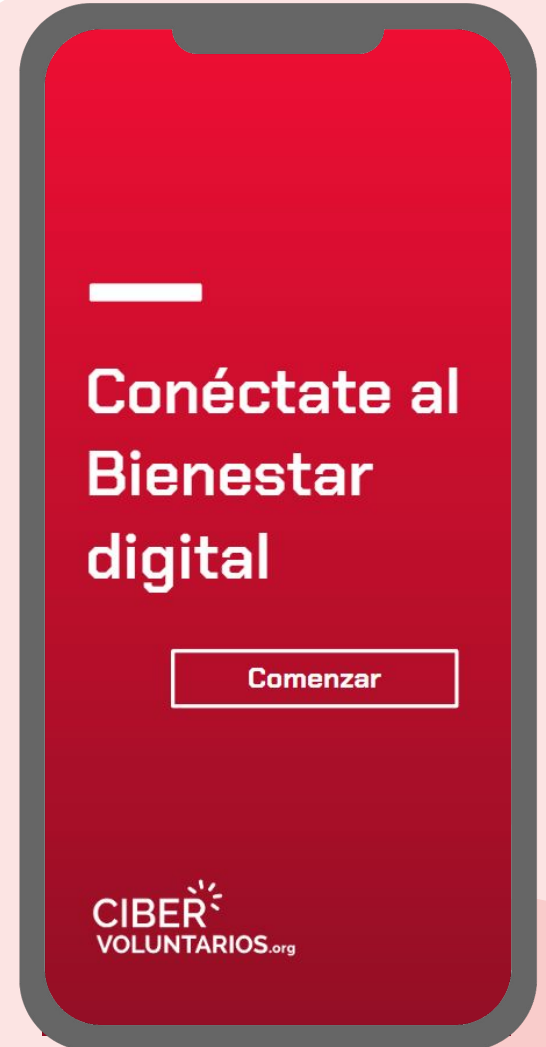 Conéctate al
Bienestar
digital
Comenzar
CIBER
VOLUNTARIOS.org